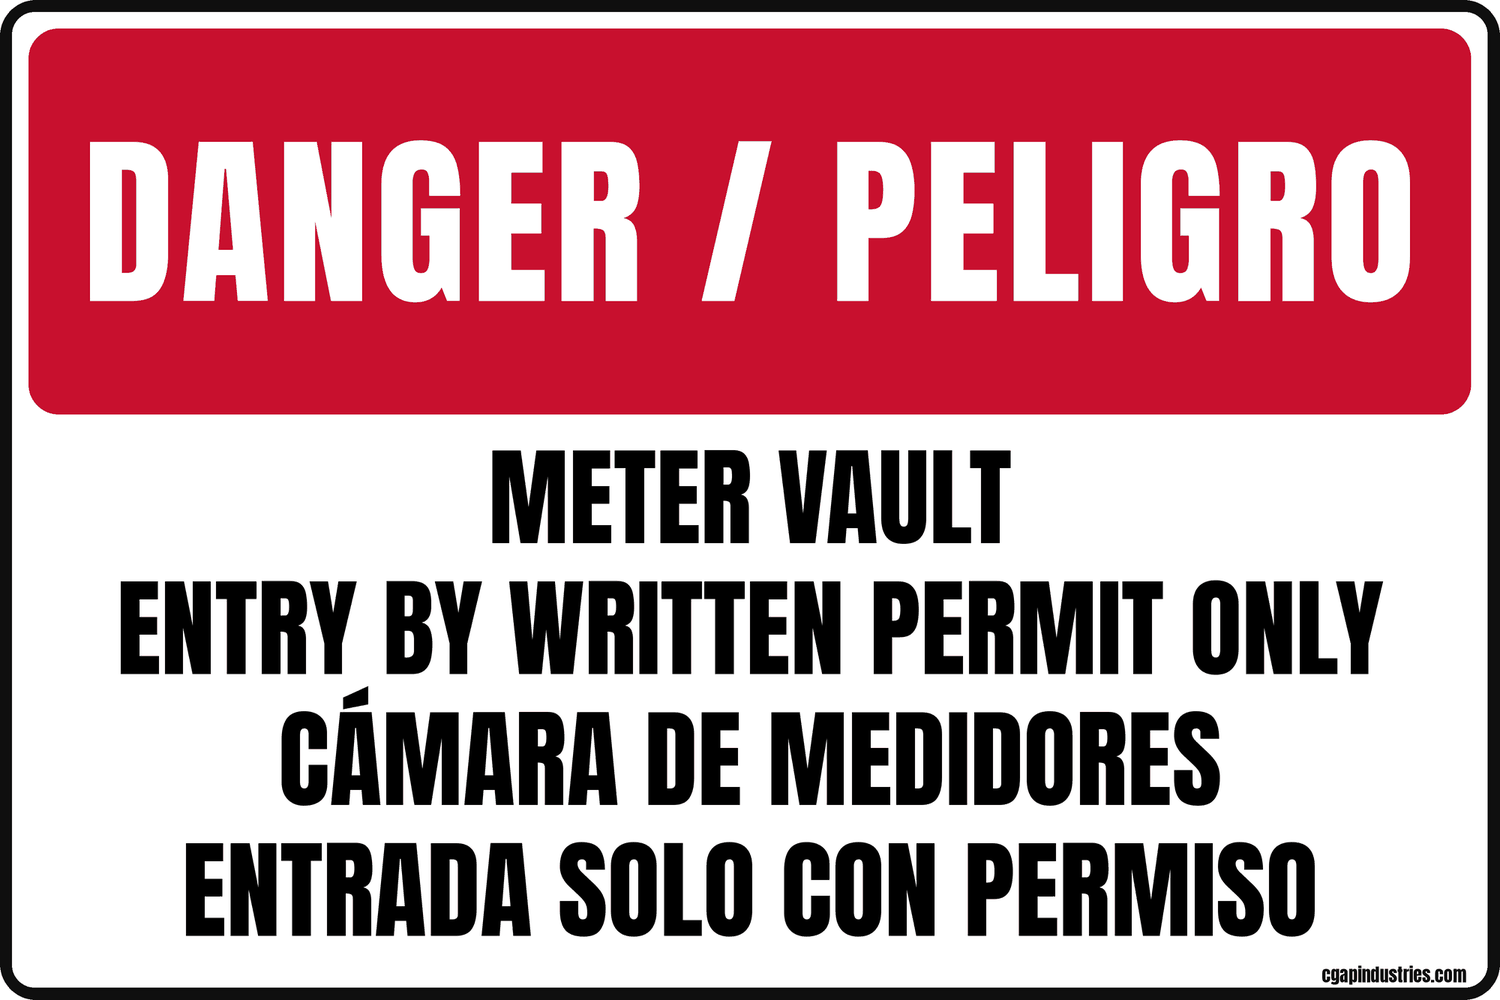 DANGER / PELIGRO
METER VAULT
ENTRY BY WRITTEN PERMIT ONLY
CÁMARA DE MEDIDORES
ENTRADA SOLO CON PERMISO
cgapindustries.com